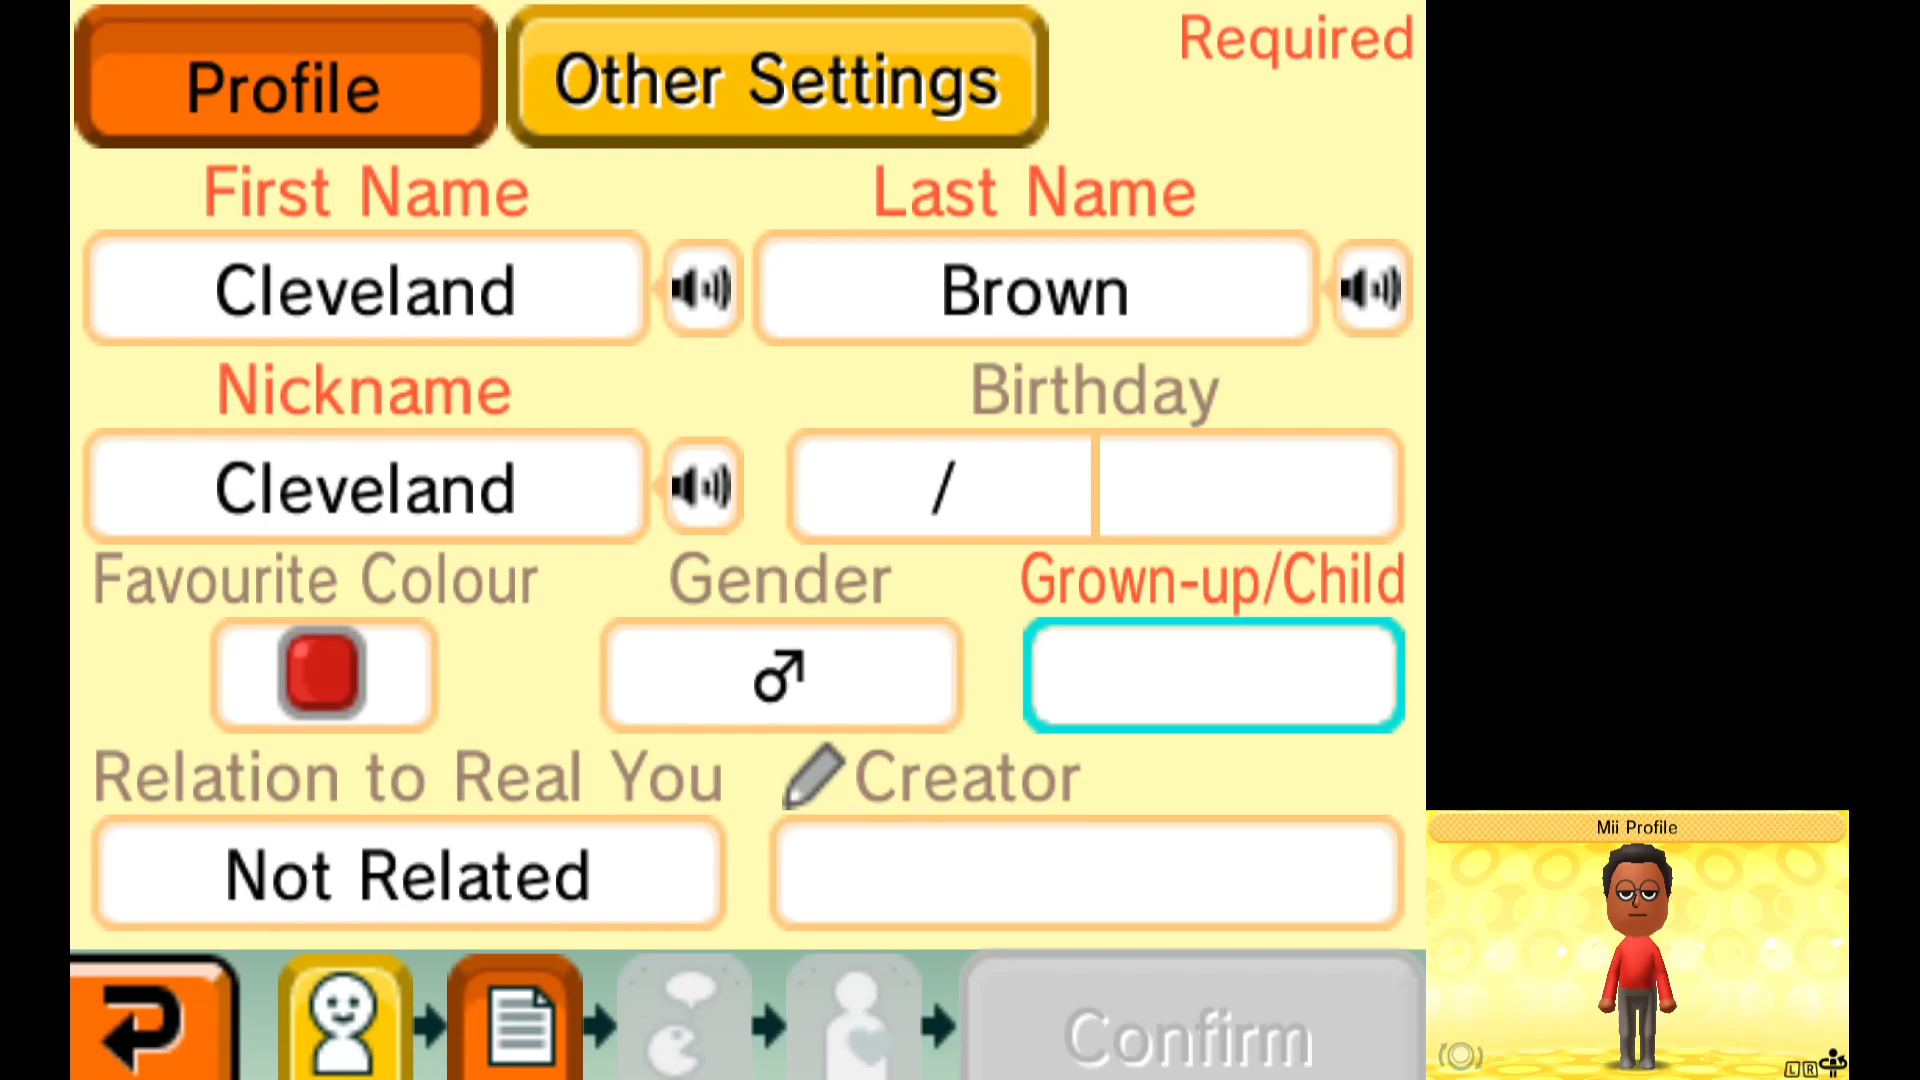 Profile
Other Settings
Required
First Name
Last Name
Cleveland
Brown
Nickname
Birthday
Cleveland
/
Favourite Colour
Gender
Grown-up/Child
♂
Relation to Real You
Creator
Not Related
Confirm
Mii Profile
L R